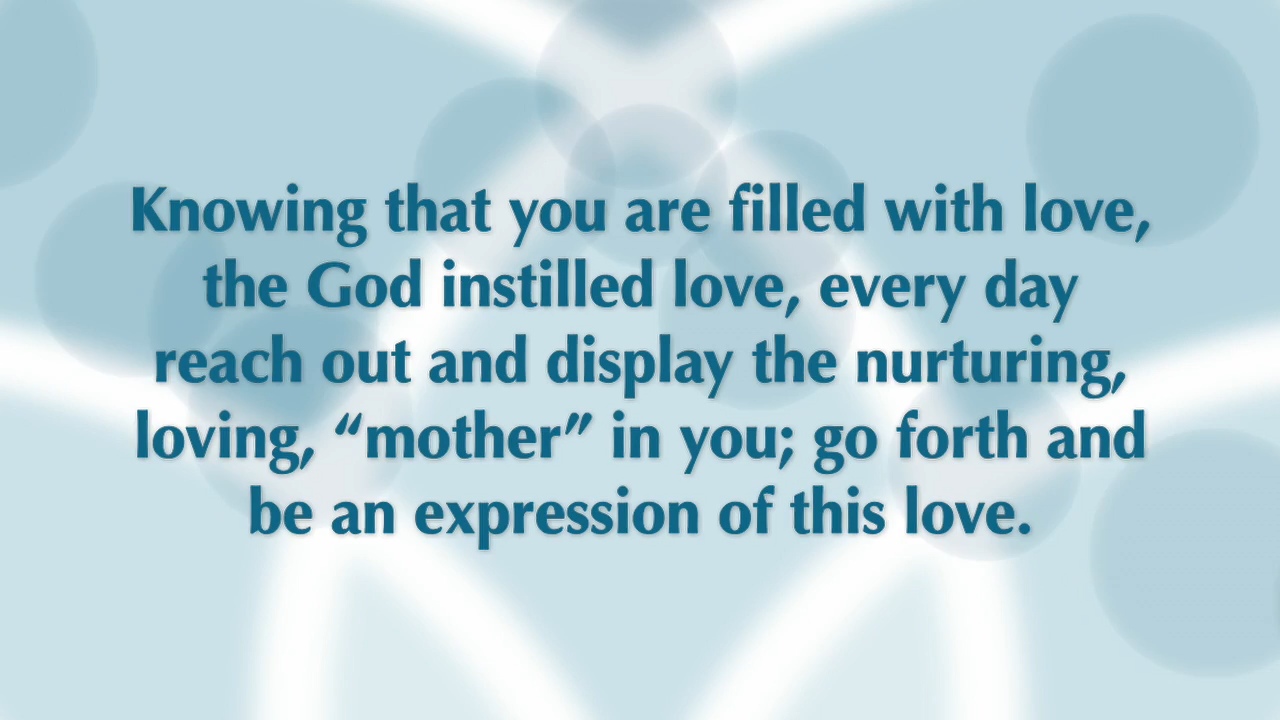 Knowing that you are filled with love,
the God instilled love, every day
reach out and display the nurturing,
loving, “mother” in you; go forth and
be an expression of this love.